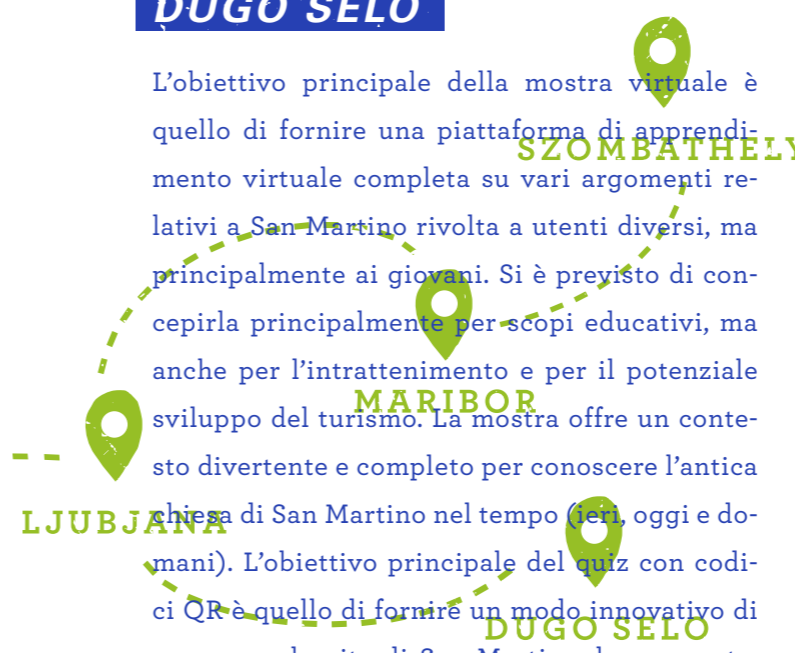 DUGO SELO
L'obiettivo principale della mostra virtuale è
quello di fornire una piattaforma di apprendi-
mento virtuale completa su vari argomenti re-
lativi a San Martino rivolta a utenti diversi, ma
principalmente ai giovani. Si è previsto di con-
cepirla principalmente per scopi educativi, ma
anche per l'intrattenimento e per il potenziale
sviluppo del turismo. La mostra offre un conte-
sto divertente e completo per conoscere l'antica
chiesa di San Martino nel tempo (ieri, oggi e do-
mani). L'obiettivo principale del quiz con codi-
ci QR è quello di fornire un modo innovativo di
di San Martino
SZOMBATHELY
MARIBOR
LJUBJANA
DUGO SELO